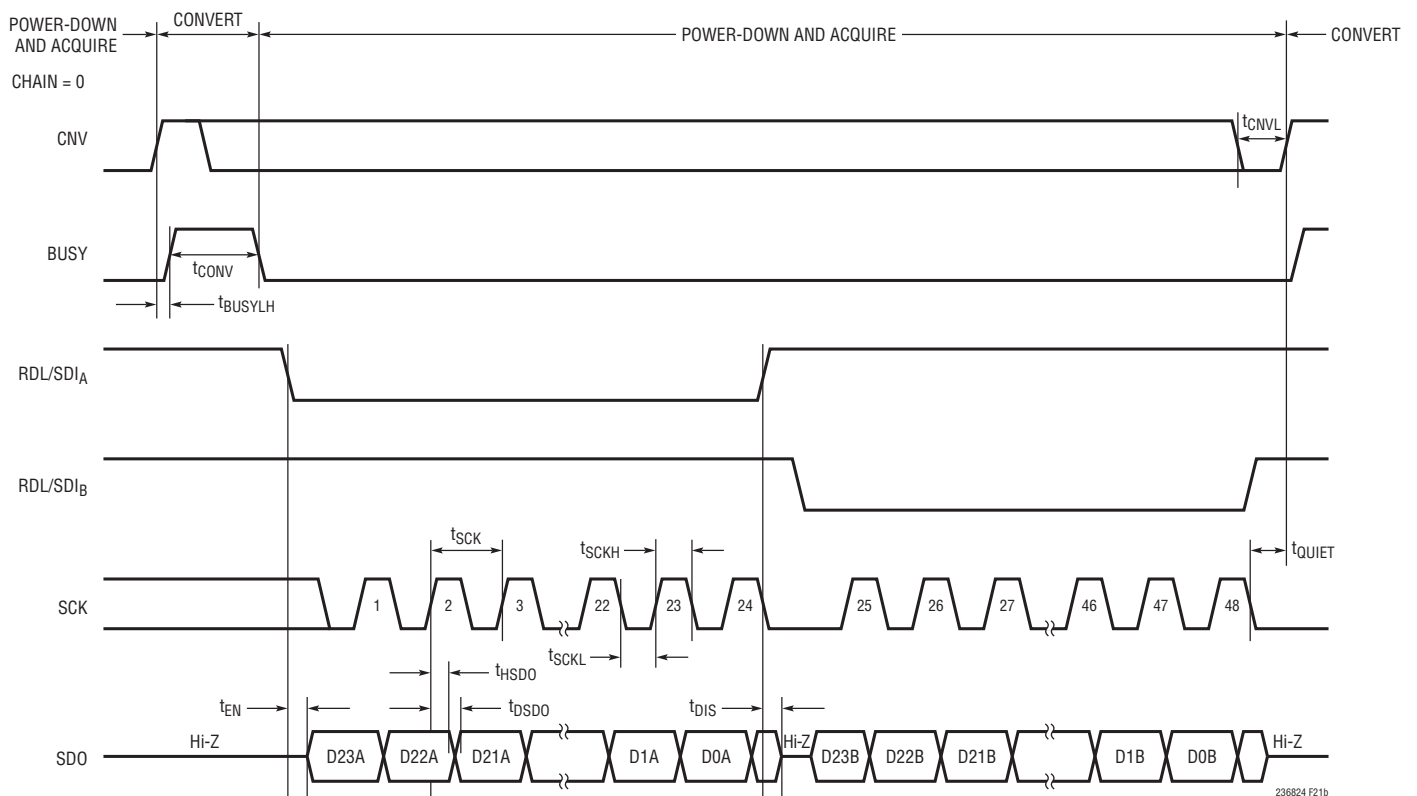 POWER-DOWN
AND ACQUIRE
CONVERT
POWER-DOWN AND ACQUIRE
CONVERT
CHAIN = 0
CNV
tCNVL
BUSY
tCONV
tBUSYLH
RDL/SDIA
RDL/SDIB
tSCK
tSCKH
tQUIET
SCK
1
2
3
22
23
24
25
26
27
46
47
48
tSCKL
tHSDO
tEN
tDSDO
tDIS
SDO
Hi-Z
D23A
D22A
D21A
D1A
D0A
Hi-Z
D23B
D22B
D21B
D1B
D0B
Hi-Z
236824 F21b